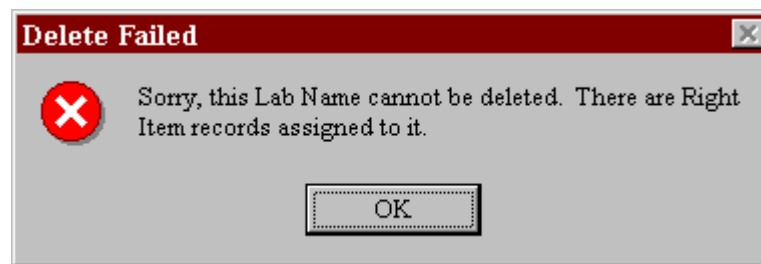 Delete Failed
Sorry, this Lab Name cannot be deleted.  There are Right
Item records assigned to it.
OK